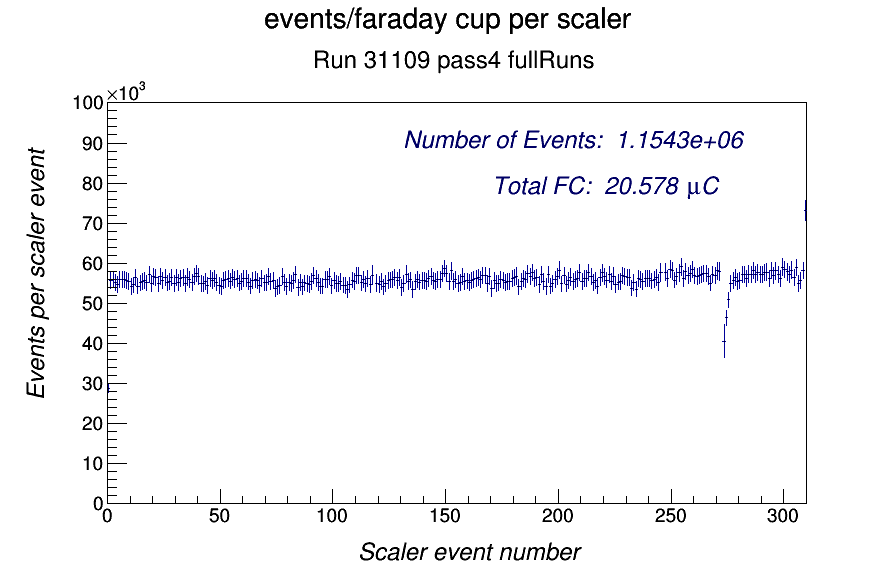 events/faraday cup per scaler
Run 31109 pass4 fullRuns
×10³
100
90
80
70
60
50
40
30
20
10
0
Number of Events: 1.1543e+06
Total FC: 20.578 μC
Events per scaler event
0 50 100 150 200 250 300
Scaler event number